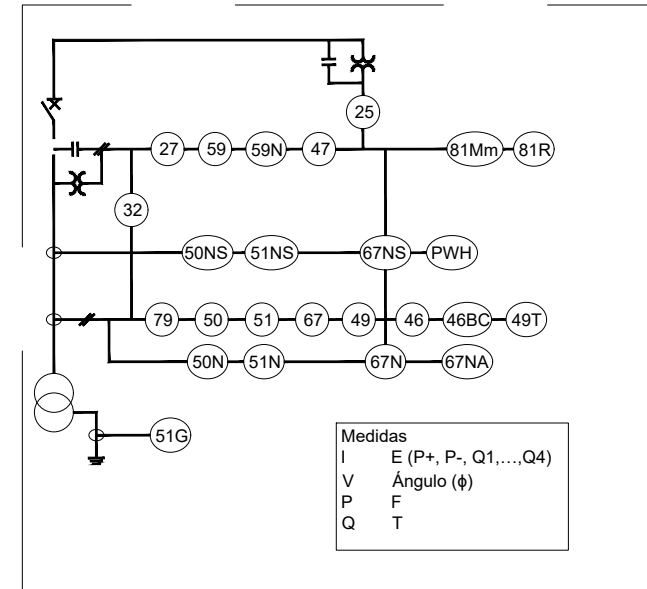 25
27 59 59N 47 81Mm 81R
32
50NS 51NS 67NS PWH
79 50 51 67 49 46 46BC 49T
50N 51N 67N 67NA
51G
Medidas
I E (P+, P-, Q1,...,Q4)
V Ángulo (ϕ)
P F
Q T